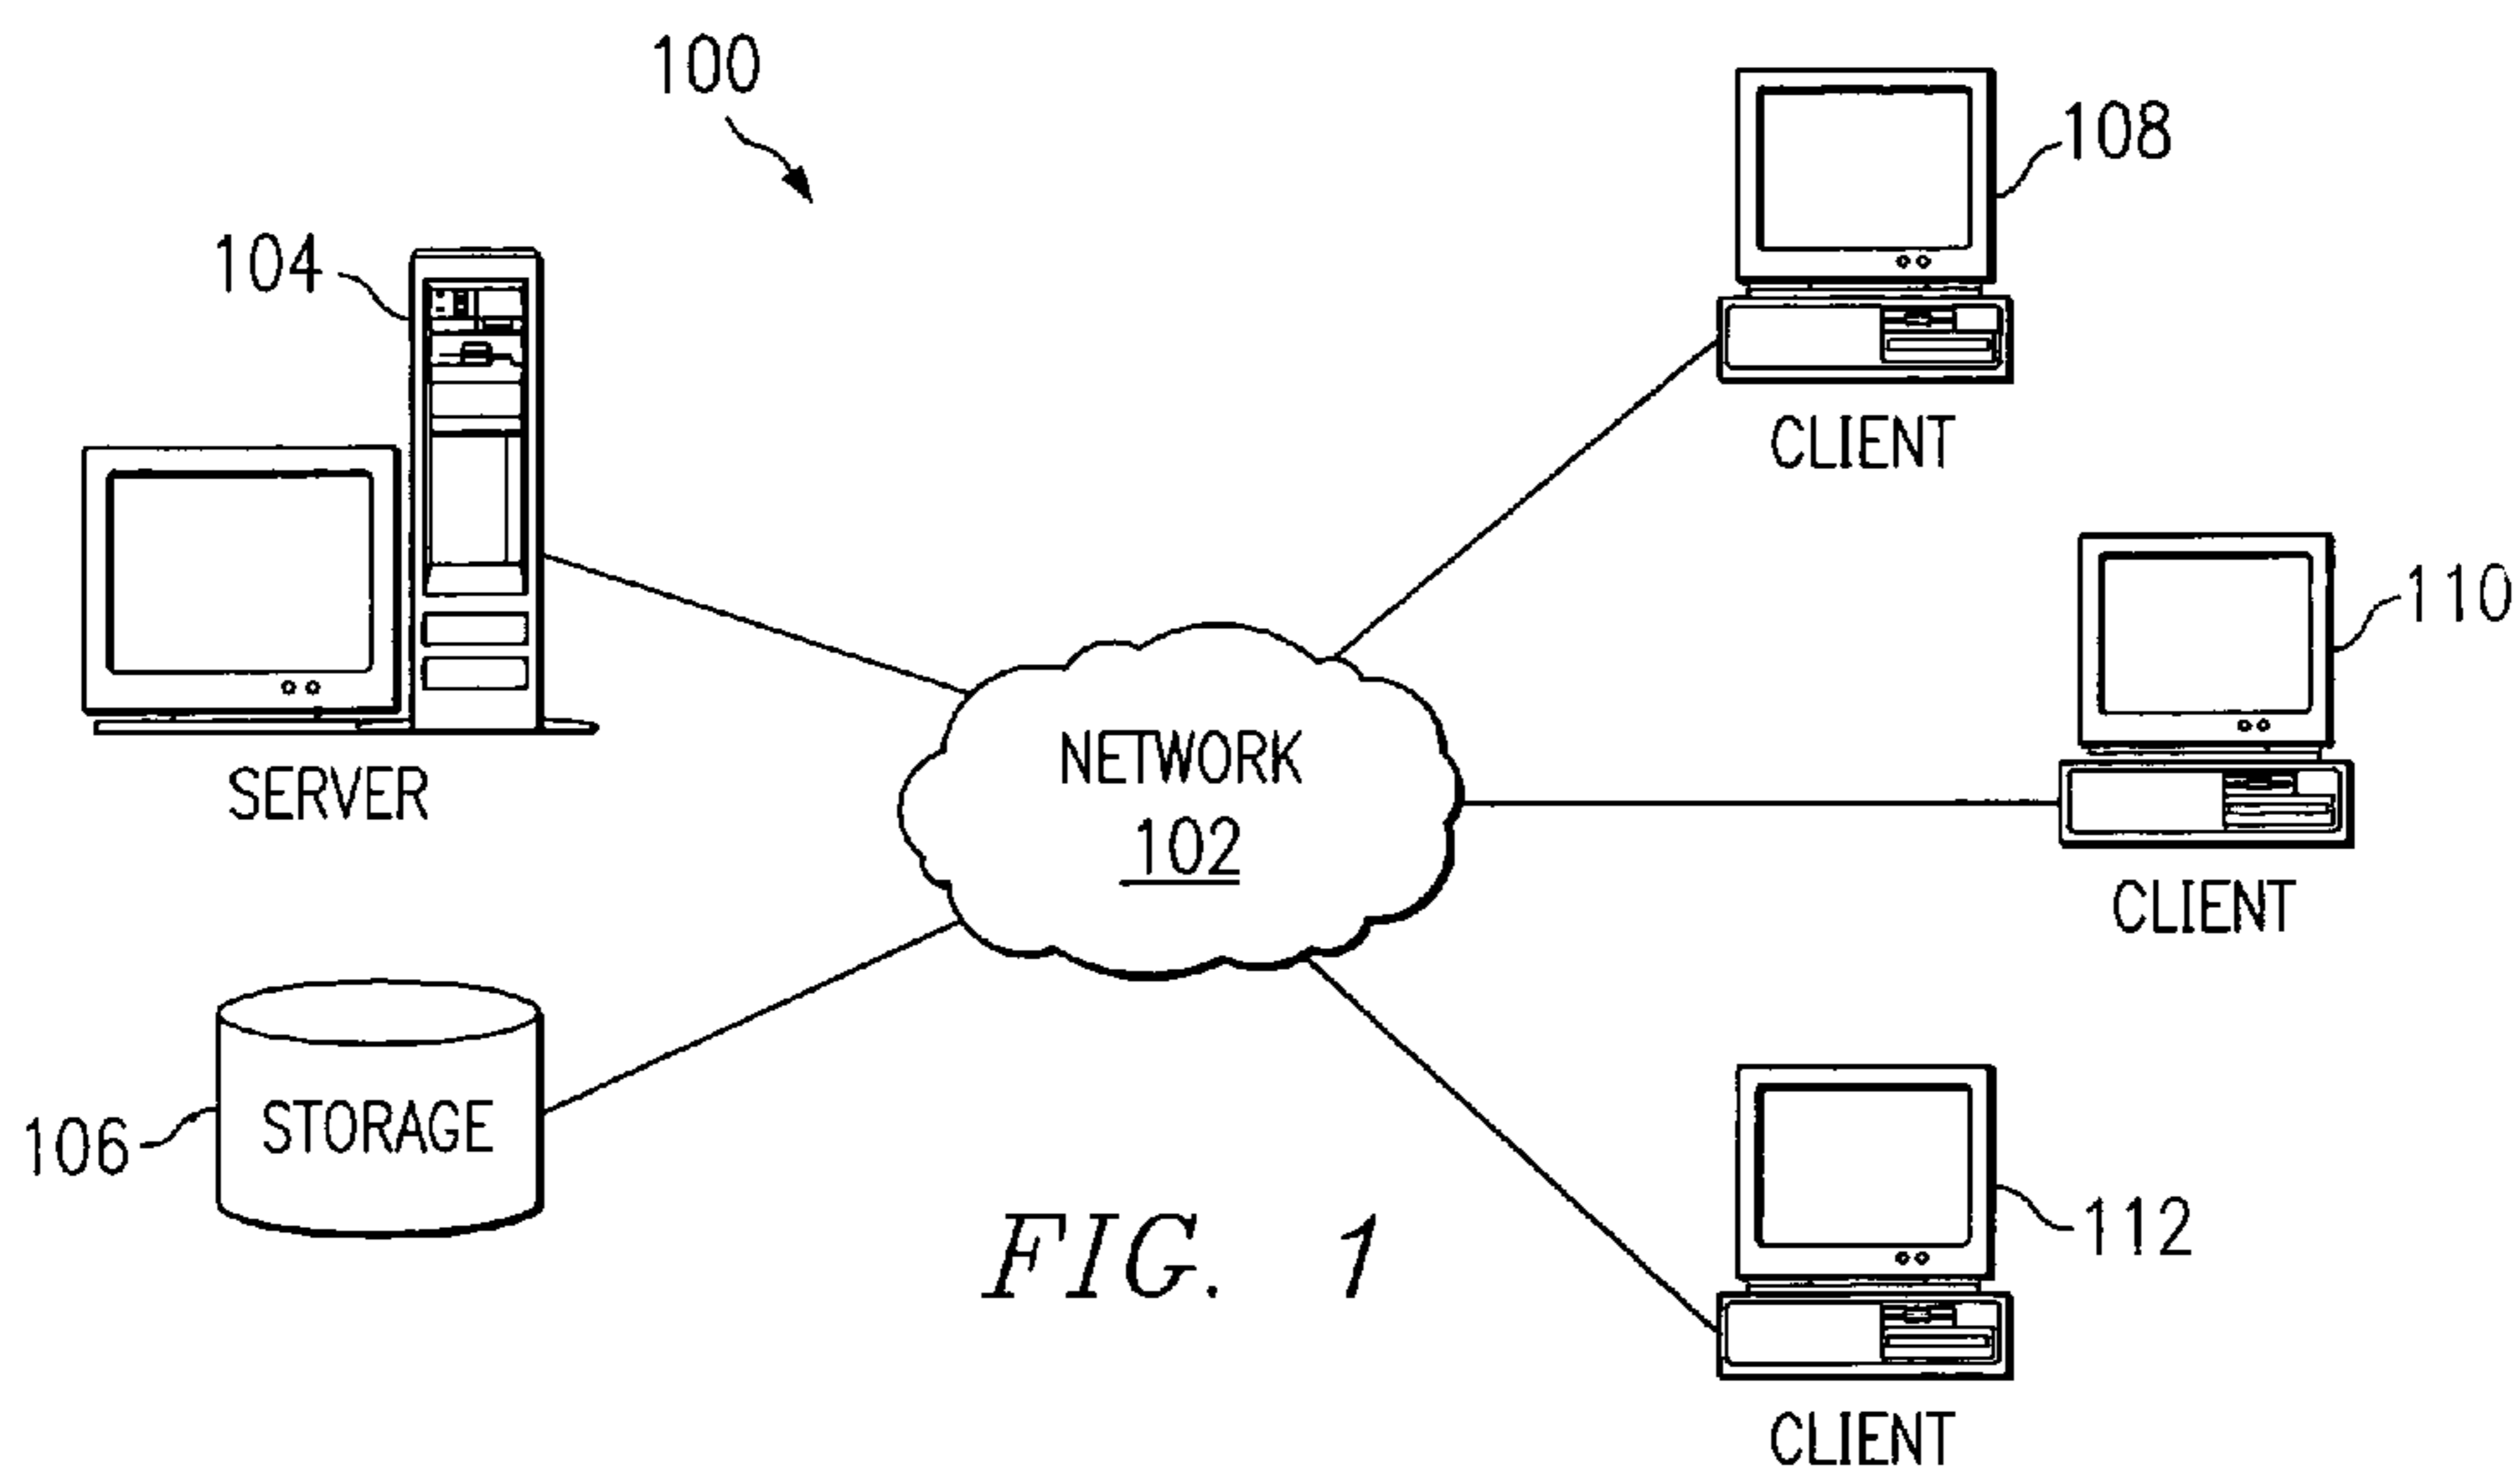 100
108
104
CLIENT
110
SERVER
NETWORK
102
CLIENT
106
STORAGE
112
FIG. 1
CLIENT